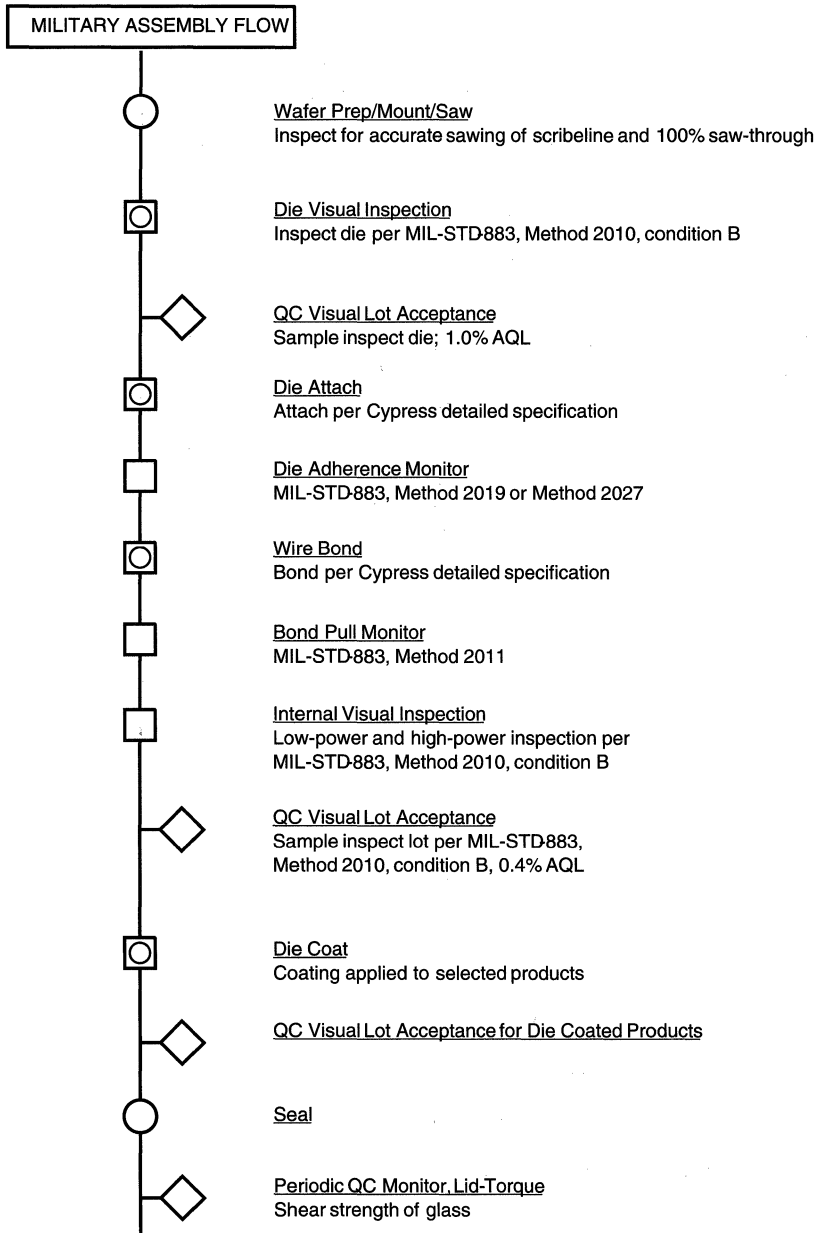 MILITARY ASSEMBLY FLOW
Wafer Prep/Mount/Saw
Inspect for accurate sawing of scribeline and 100% saw-through
Die Visual Inspection
Inspect die per MIL-STD-883, Method 2010, condition B
QC Visual Lot Acceptance
Sample inspect die; 1.0% AQL
Die Attach
Attach per Cypress detailed specification
Die Adherence Monitor
MIL-STD-883, Method 2019 or Method 2027
Wire Bond
Bond per Cypress detailed specification
Bond Pull Monitor
MIL-STD-883, Method 2011
Internal Visual Inspection
Low-power and high-power inspection per
MIL-STD-883, Method 2010, condition B
QC Visual Lot Acceptance
Sample inspect lot per MIL-STD-883,
Method 2010, condition B, 0.4% AQL
Die Coat
Coating applied to selected products
QC Visual Lot Acceptance for Die Coated Products
Seal
Periodic QC Monitor, Lid-Torque
Shear strength of glass